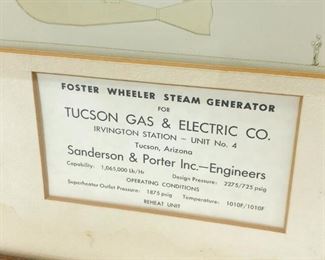 FOSTER WHEELER STEAM GENERATOR
FOR
TUCSON GAS & ELECTRIC CO.
IRVINGTON STATION – UNIT No. 4
Tucson, Arizona
Sanderson & Porter Inc.—Engineers
Capability: 1,065,000 Lb/Hr Design Pressure: 2275/725 psig
OPERATING CONDITIONS
Superheater Outlet Pressure: 1875 psig Temperature: 1010F/1010F
REHEAT UNIT